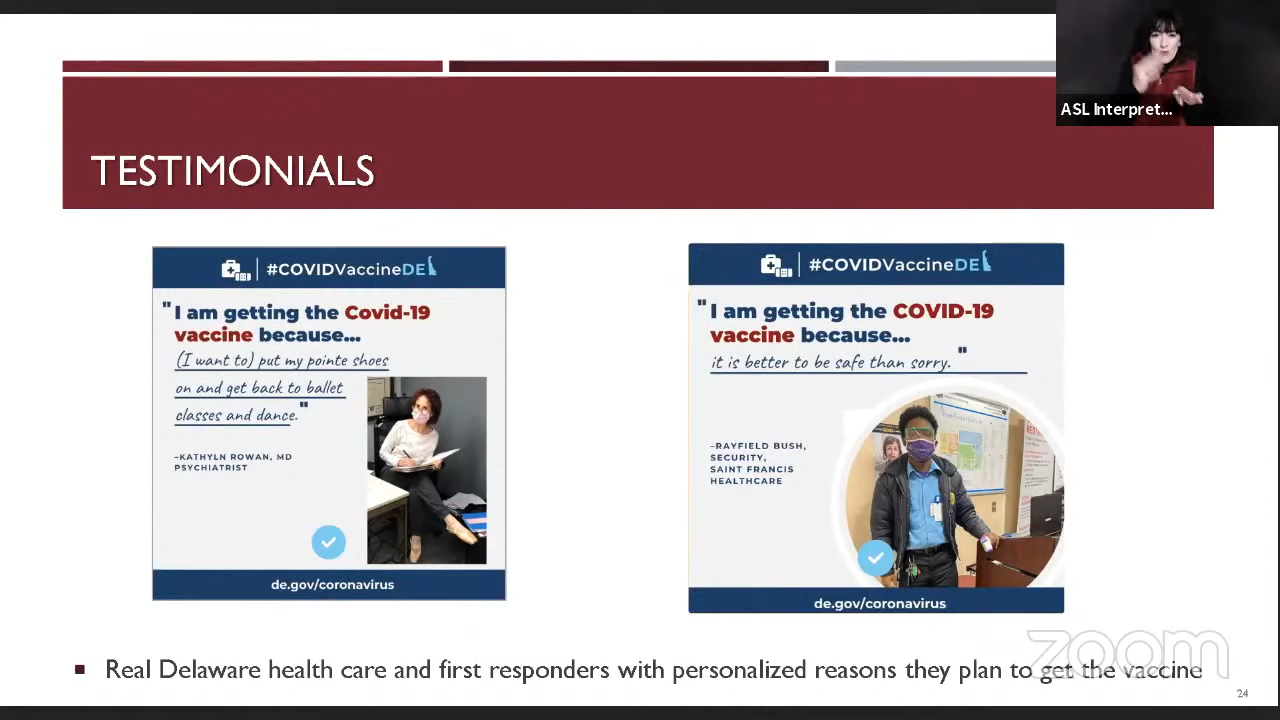 ASL Interpret...
TESTIMONIALS
#COVIDVaccineDE
"I am getting the Covid-19
vaccine because...
(I want to) put my pointe shoes
on and get back to ballet
classes and dance."
–KATHYLN ROWAN, MD
PSYCHIATRIST
de.gov/coronavirus
#COVIDVaccineDE
"I am getting the COVID-19
vaccine because...
it is better to be safe than sorry. "
–RAYFIELD BUSH,
SECURITY,
SAINT FRANCIS
HEALTHCARE
de.gov/coronavirus
zoom
Real Delaware health care and first responders with personalized reasons they plan to get the vaccine
24